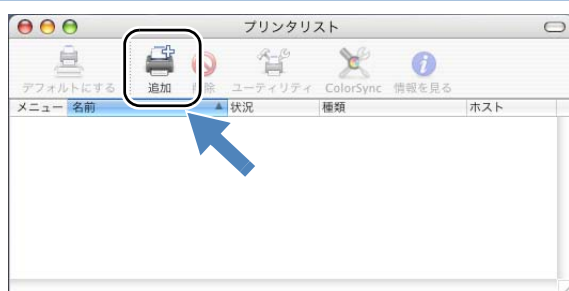 プリンタリスト
デフォルトにする 追加 削除 ユーティリティ ColorSync 情報を見る
メニュー 名前 状況 種類 ホスト